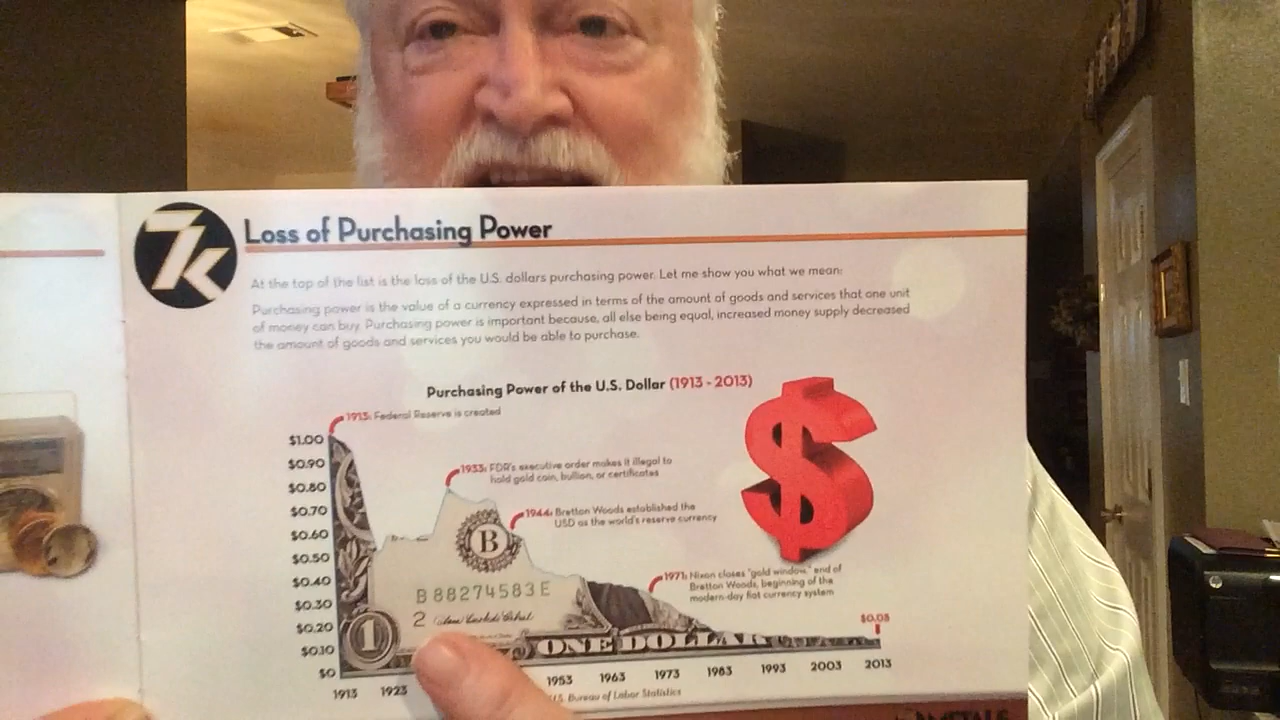 7k
Loss of Purchasing Power
At the top of the list is the loss of the U.S. dollars purchasing power. Let me show you what we mean:
Purchasing power is the value of a currency expressed in terms of the amount of goods and services that one unit
of money can buy. Purchasing power is important because, all else being equal, increased money supply decreased
the amount of goods and services you would be able to purchase.
Purchasing Power of the U.S. Dollar (1913 - 2013)
1913: Federal Reserve is created
$1.00
$0.90
$0.80
$0.70
$0.60
$0.50
$0.40
$0.30
$0.20
$0.10
$0
1933: FDR's executive order makes it illegal to
hold gold coin, bullion, or certificates
1944: Bretton Woods established the
USD as the world's reserve currency
1971: Nixon closes "gold window," end of
Bretton Woods, beginning of the
modern-day fiat currency system
$0.05
B
B 88274583 E
2
1
ONE DOLLAR
1913 1923 1953 1963 1973 1983 1993 2003 2013
U.S. Bureau of Labor Statistics